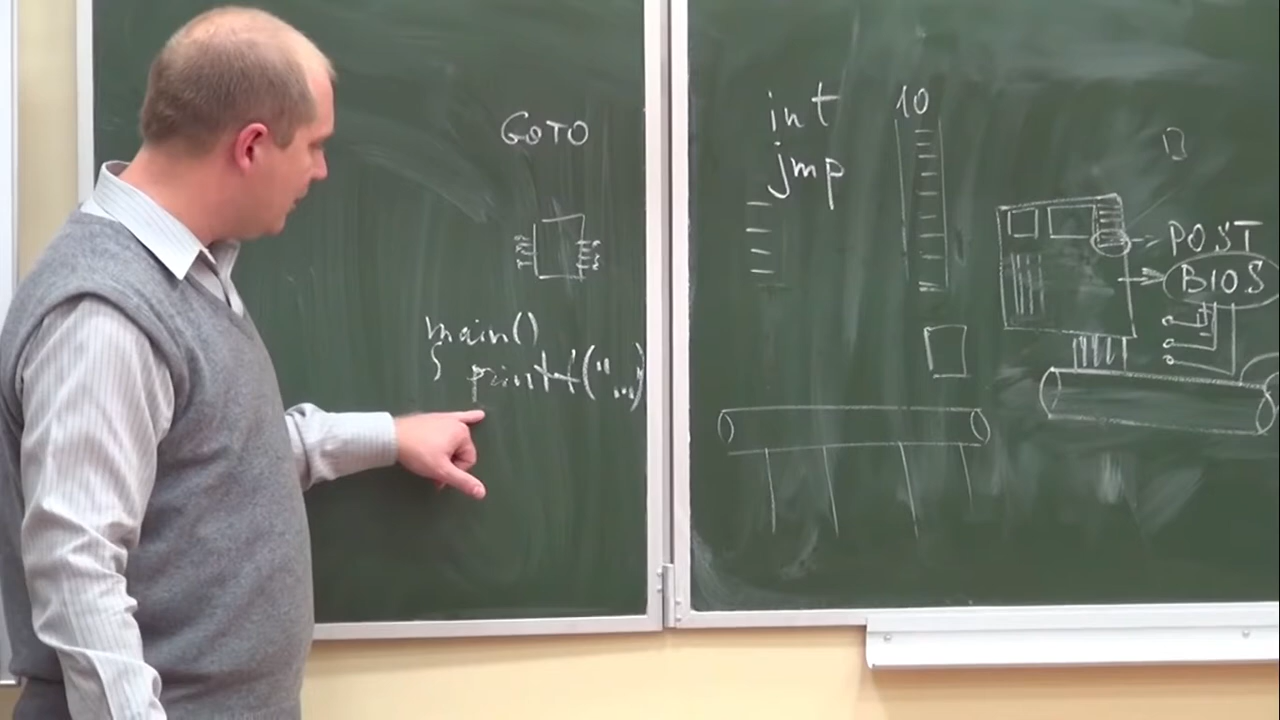 GOTO
main()
{ printf("...")
int
jmp
10
POST
BIOS